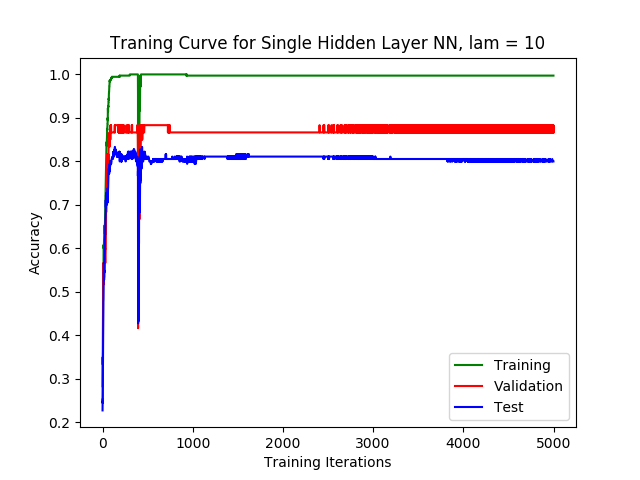 Traning Curve for Single Hidden Layer NN, lam = 10
1.0
0.9
0.8
0.7
0.6
0.5
0.4
0.3
0.2
Accuracy
Training
Validation
Test
0 1000 2000 3000 4000 5000
Training Iterations